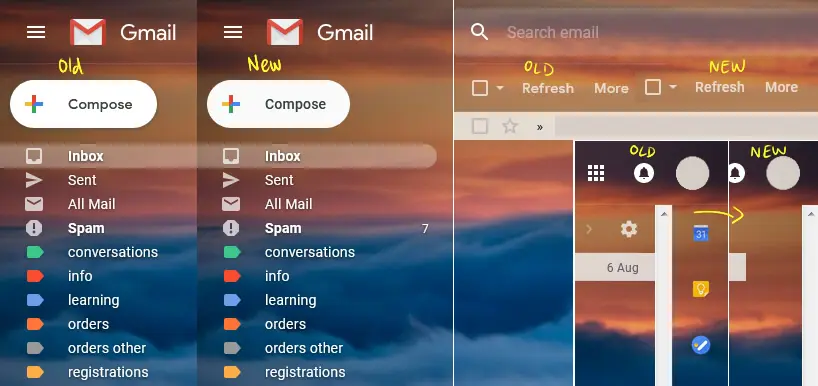 Gmail
Old
Compose
Inbox
Sent
All Mail
Spam
conversations
info
learning
orders
orders other
registrations
Gmail
New
Compose
Inbox
Sent
All Mail
Spam 7
conversations
info
learning
orders
orders other
registrations
Search email
OLD NEW
Refresh More Refresh More
»
OLD NEW
31
6 Aug